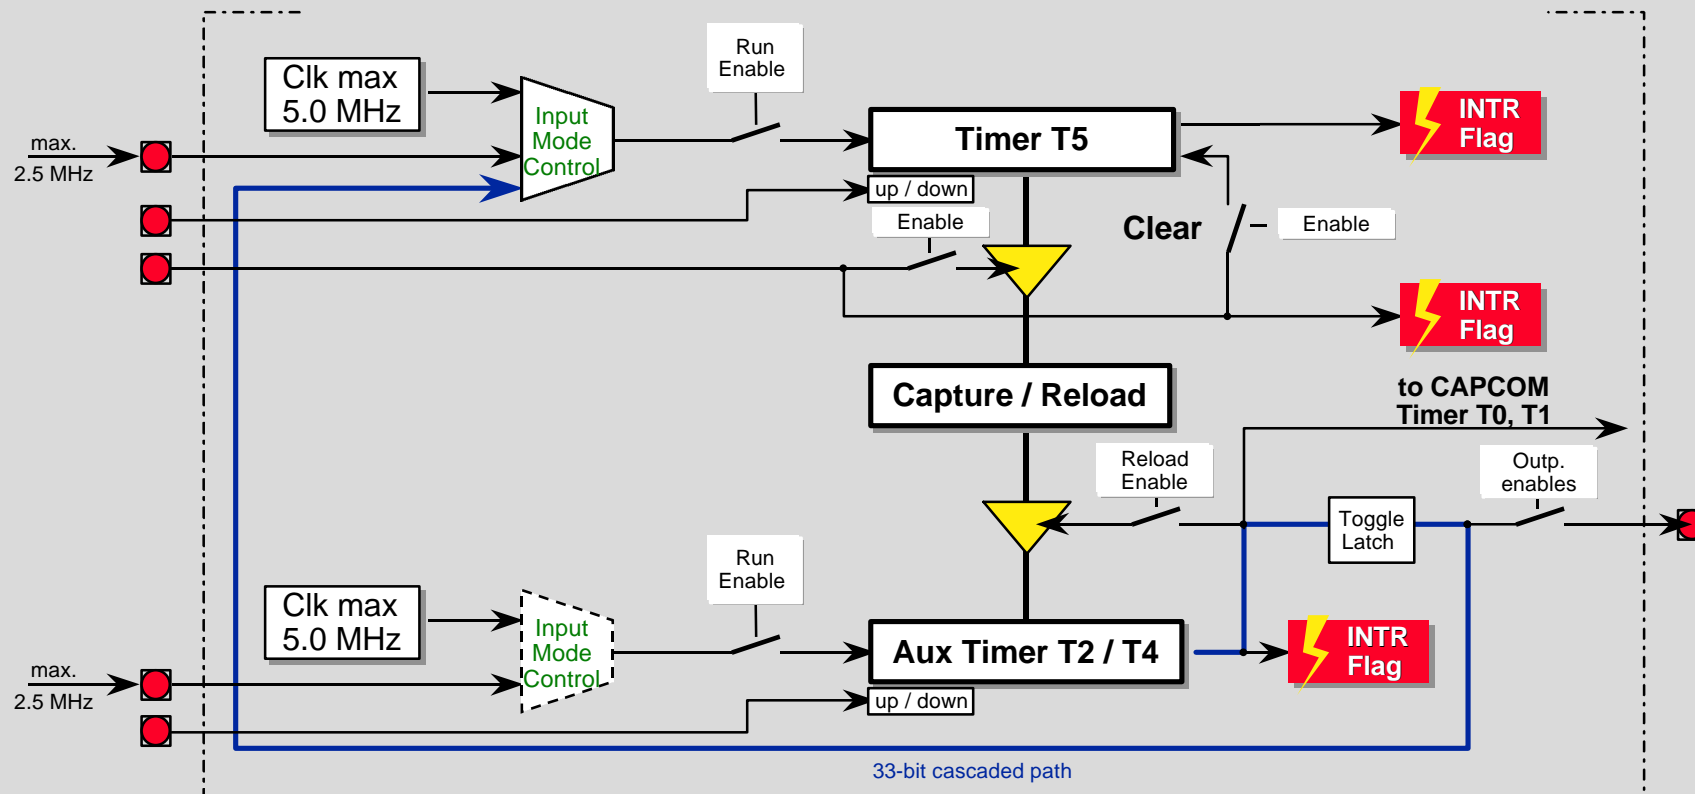 Run
Enable
Clk max
5.0 MHz
Input
Mode
Control
max.
2.5 MHz
Timer T5
INTR
Flag
up / down
Enable
Clear
Enable
INTR
Flag
Capture / Reload
to CAPCOM
Timer T0, T1
Reload
Enable
Outp.
enables
Toggle
Latch
Run
Enable
Clk max
5.0 MHz
Input
Mode
Control
max.
2.5 MHz
Aux Timer T2 / T4
INTR
Flag
up / down
33-bit cascaded path